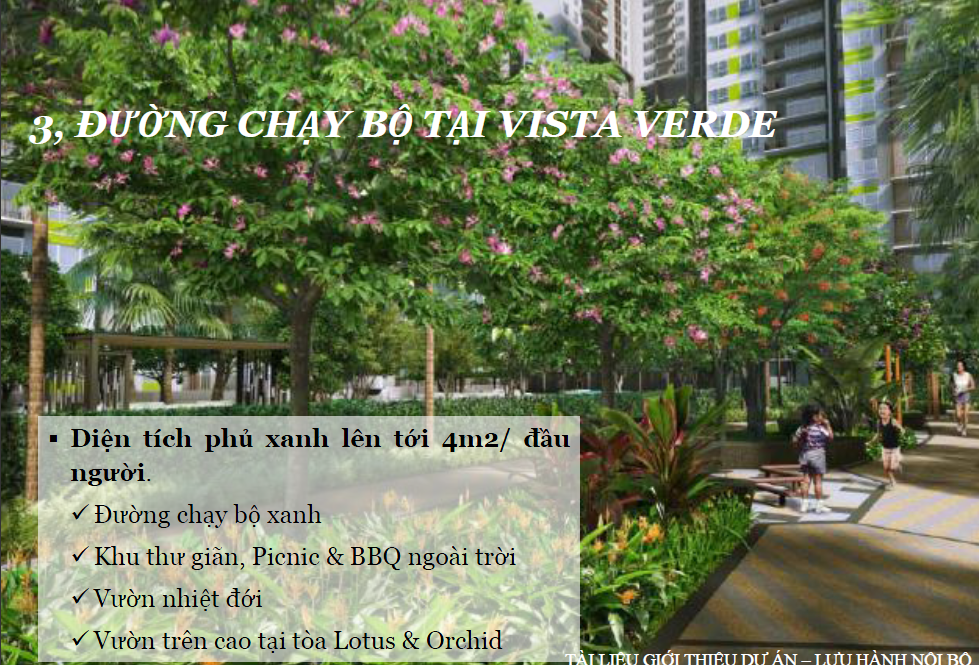 3, ĐƯỜNG CHẠY BỘ TẠI VISTA VERDE
▪ Diện tích phủ xanh lên tới 4m2/ đầu
người.
✓ Đường chạy bộ xanh
✓ Khu thư giãn, Picnic & BBQ ngoài trời
✓ Vườn nhiệt đới
✓ Vườn trên cao tại tòa Lotus & Orchid
TÀI LIỆU GIỚI THIỆU DỰ ÁN – LƯU HÀNH NỘI BỘ